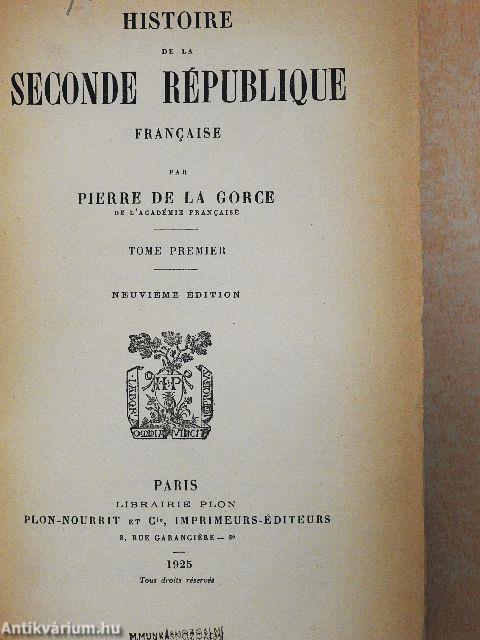 HISTOIRE
DE LA
SECONDE RÉPUBLIQUE
FRANÇAISE
PAR
PIERRE DE LA GORCE
DE L'ACADÉMIE FRANÇAISE
TOME PREMIER
NEUVIÈME ÉDITION
H P
LABOR OMNIA VINCIT IMPROBUS
PARIS
LIBRAIRIE PLON
PLON-NOURRIT ET Cie, IMPRIMEURS-ÉDITEURS
8, RUE GARANCIÈRE — 6e
1925
Tous droits réservés
Antikvárium.hu